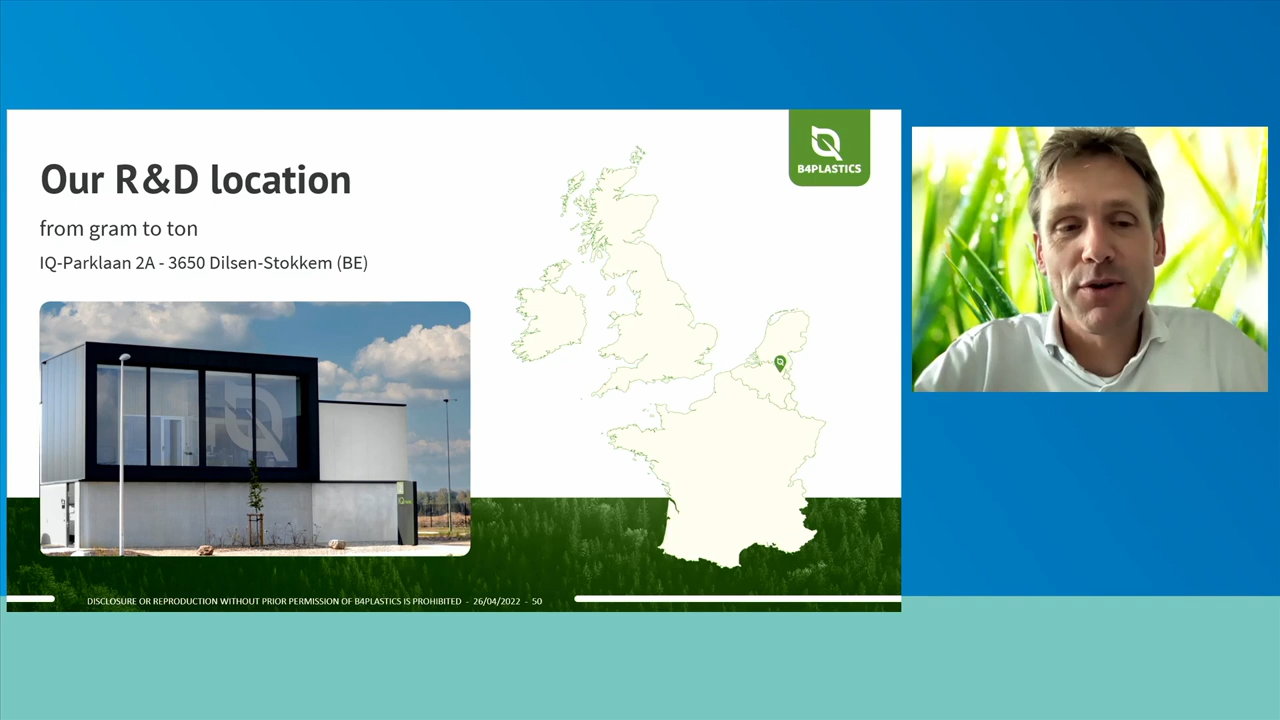 Our R&D location
from gram to ton
IQ-Parklaan 2A - 3650 Dilsen-Stokkem (BE)
B4PLASTICS
DISCLOSURE OR REPRODUCTION WITHOUT PRIOR PERMISSION OF B4PLASTICS IS PROHIBITED - 26/04/2022 - 50